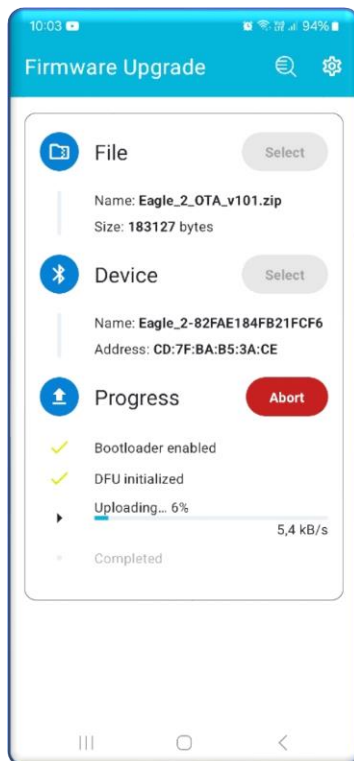 10:03 94%
Firmware Upgrade
File
Select
Name: Eagle_2_OTA_v101.zip
Size: 183127 bytes
Device
Select
Name: Eagle_2-82FAE184FB21FCF6
Address: CD:7F:BA:B5:3A:CE
Progress
Abort
Bootloader enabled
DFU initialized
Uploading... 6%
5,4 kB/s
Completed